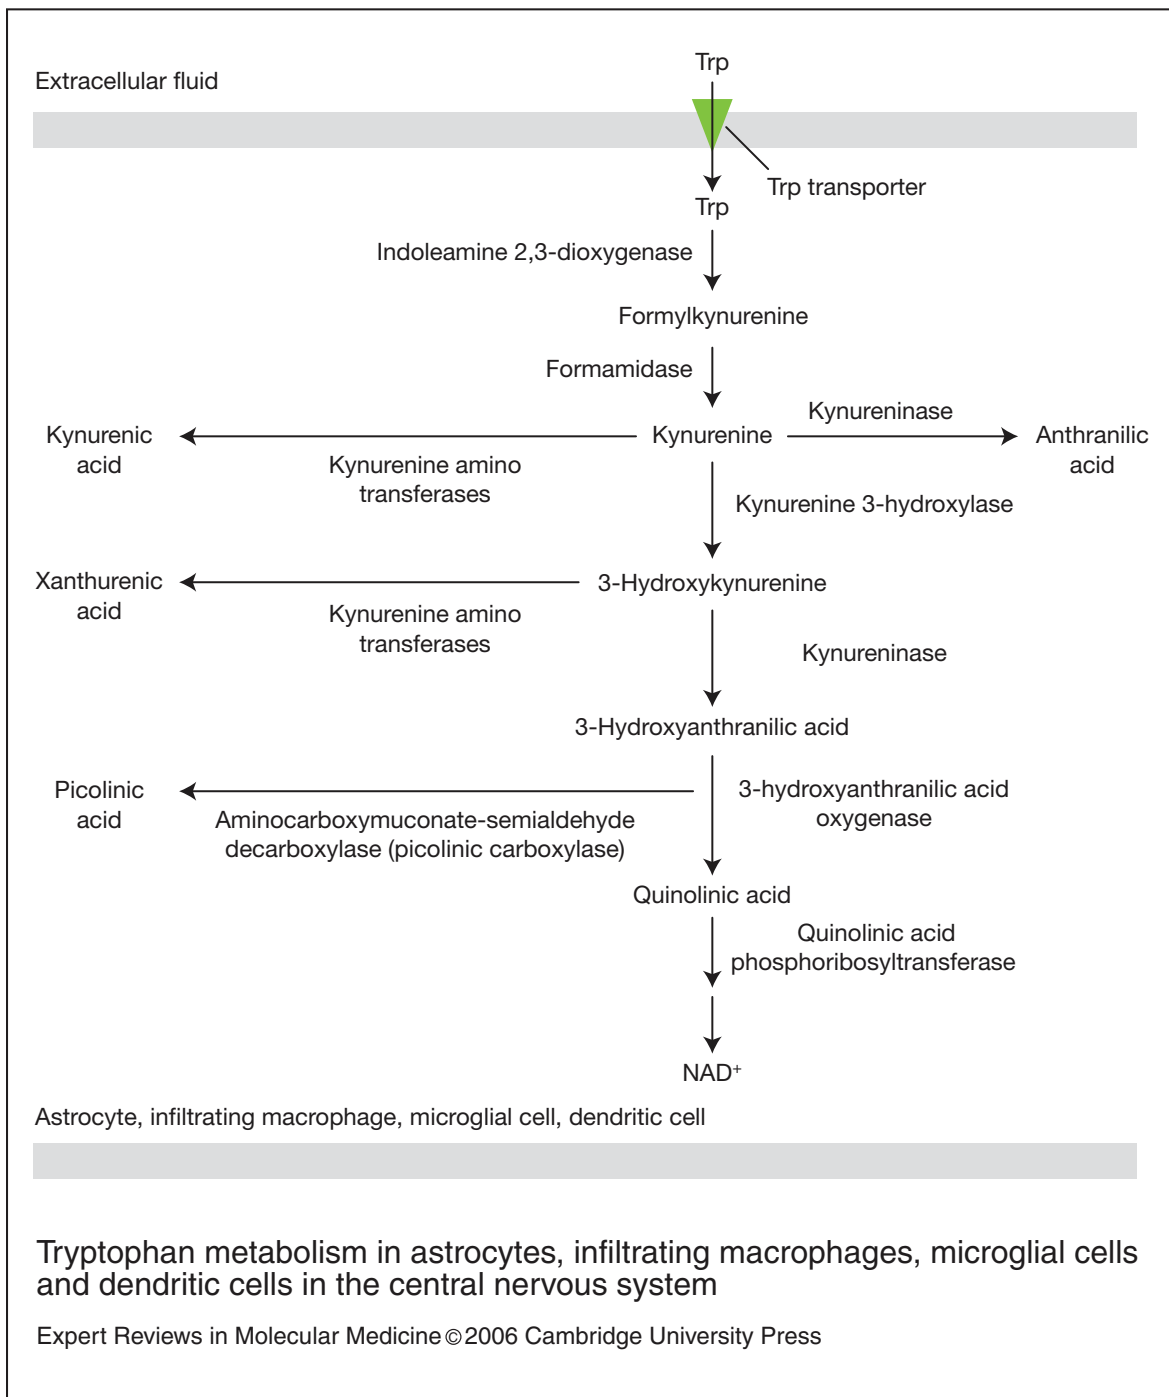 Trp
Extracellular fluid
Trp transporter
Trp
Indoleamine 2,3-dioxygenase
Formylkynurenine
Formamidase
Kynureninase
Kynurenic
acid
Kynurenine
Anthranilic
acid
Kynurenine amino
transferases
Kynurenine 3-hydroxylase
Xanthurenic
acid
3-Hydroxykynurenine
Kynurenine amino
transferases
Kynureninase
3-Hydroxyanthranilic acid
Picolinic
acid
3-hydroxyanthranilic acid
oxygenase
Aminocarboxymuconate-semialdehyde
decarboxylase (picolinic carboxylase)
Quinolinic acid
Quinolinic acid
phosphoribosyltransferase
NAD⁺
Astrocyte, infiltrating macrophage, microglial cell, dendritic cell
Tryptophan metabolism in astrocytes, infiltrating macrophages, microglial cells
and dendritic cells in the central nervous system
Expert Reviews in Molecular Medicine © 2006 Cambridge University Press